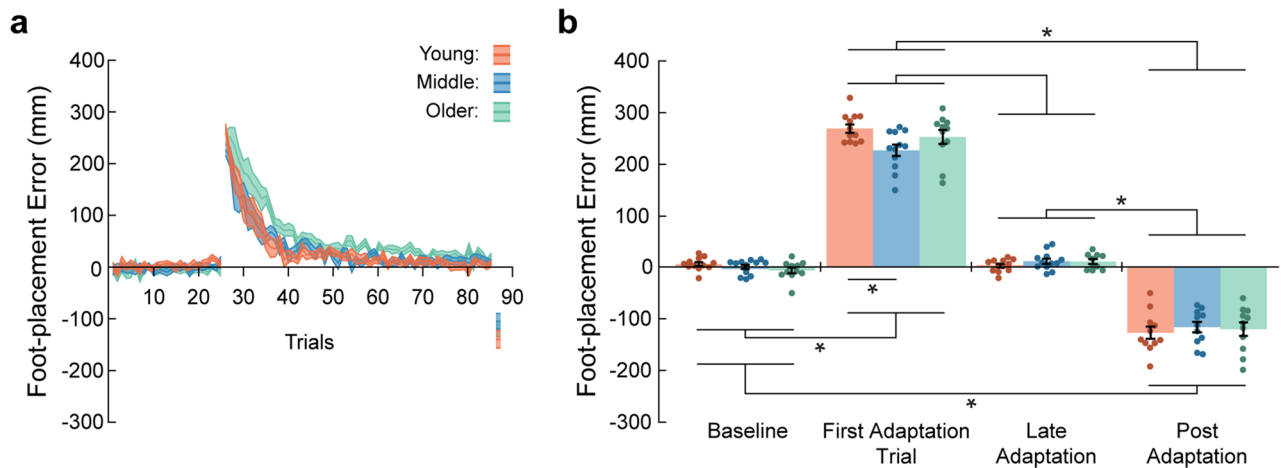 a
Foot-placement Error (mm)
400
300
200
100
0
-100
-200
-300
10 20 30 40 50 60 70 80 90
Trials
Young:
Middle:
Older:
b
Foot-placement Error (mm)
400
300
200
100
0
-100
-200
-300
*
*
*
*
*
Baseline
First Adaptation
Trial
Late
Adaptation
Post
Adaptation